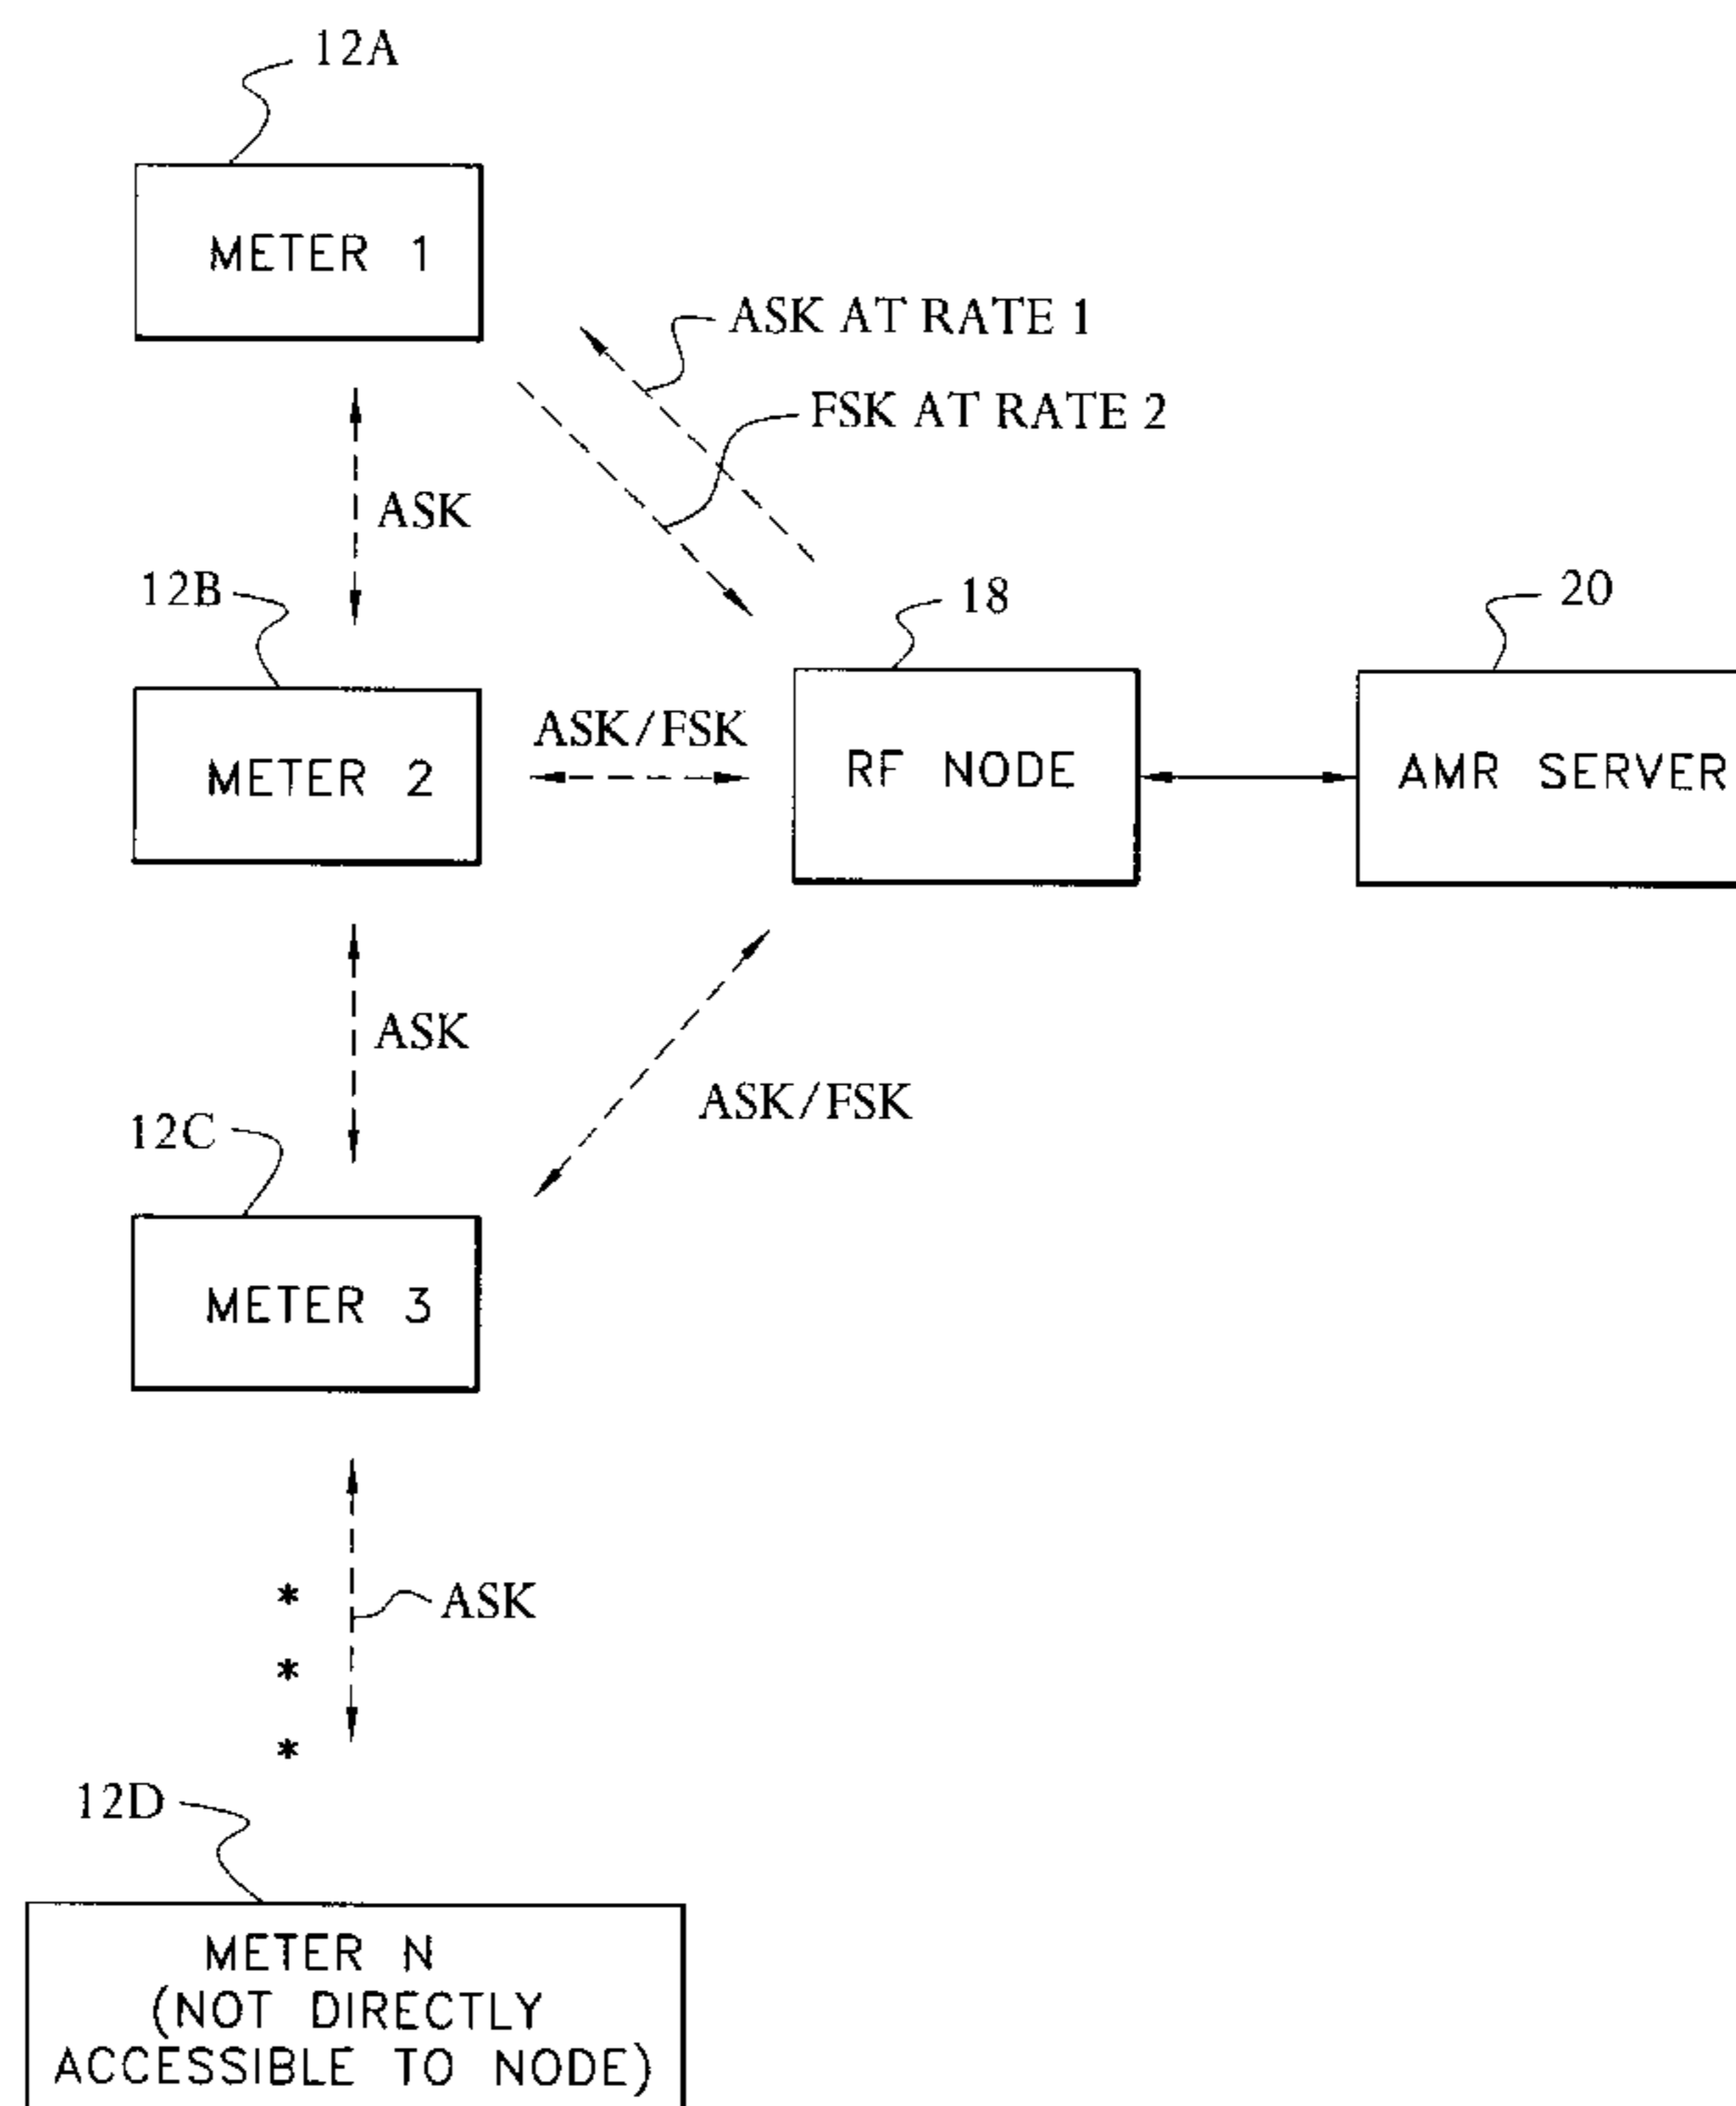 12A
METER 1
ASK AT RATE 1
FSK AT RATE 2
ASK
12B
18
20
METER 2
ASK/FSK
RF NODE
AMR SERVER
ASK
ASK/FSK
12C
METER 3
*
ASK
*
*
12D
METER N
(NOT DIRECTLY
ACCESSIBLE TO NODE)